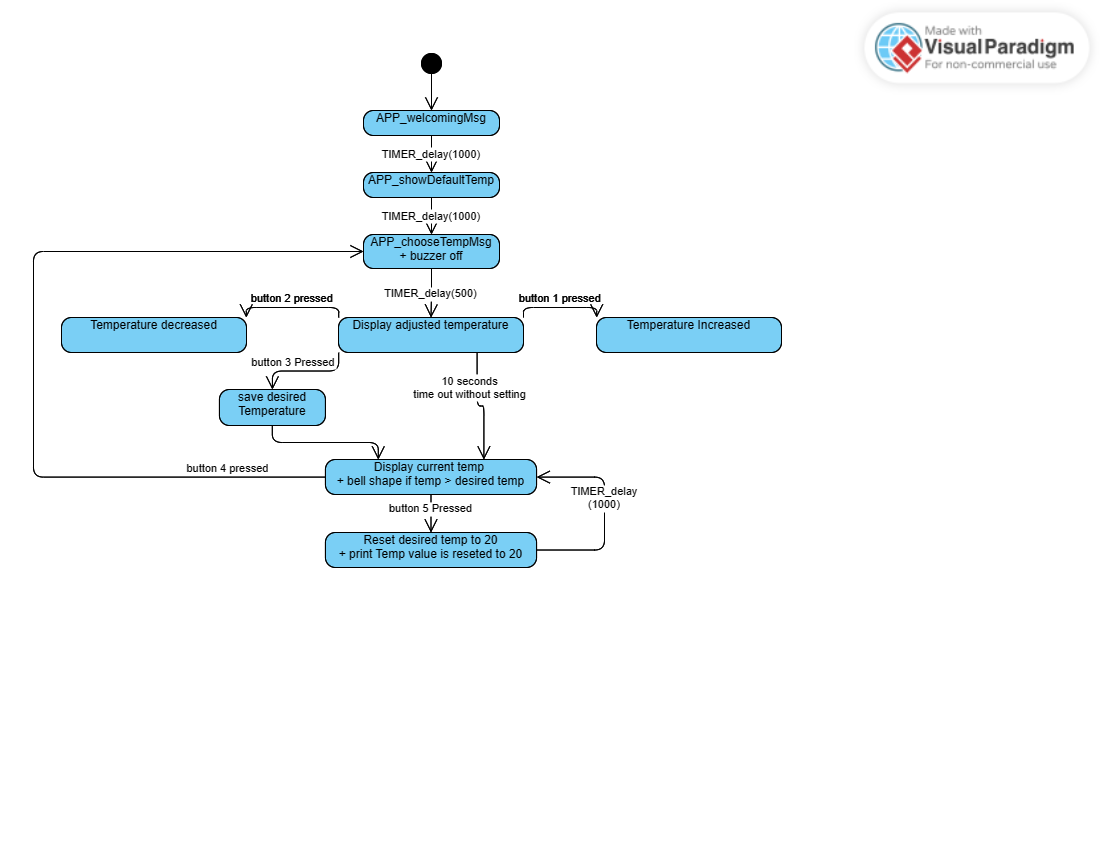 Made with
Visual Paradigm
For non-commercial use
APP_welcomingMsg
TIMER_delay(1000)
APP_showDefaultTemp
TIMER_delay(1000)
APP_chooseTempMsg
+ buzzer off
TIMER_delay(500)
button 2 pressed
button 1 pressed
Temperature decreased
Display adjusted temperature
Temperature Increased
button 3 Pressed
10 seconds
time out without setting
save desired
Temperature
Display current temp
+ bell shape if temp > desired temp
button 4 pressed
TIMER_delay
(1000)
button 5 Pressed
Reset desired temp to 20
+ print Temp value is reseted to 20